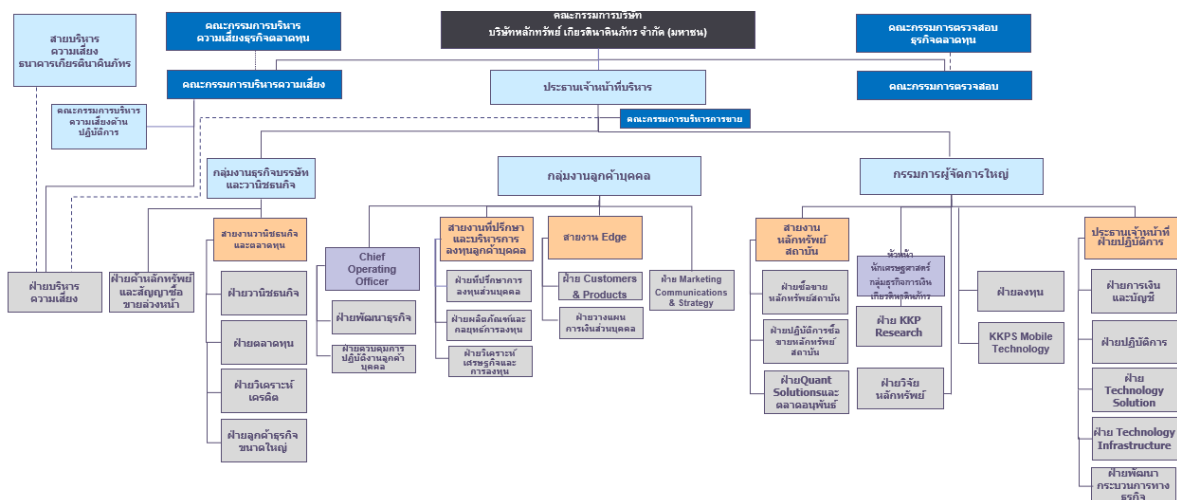 คณะกรรมการบริษัท
บริษัทหลักทรัพย์ เกียรตินาคินภัทร จำกัด (มหาชน)
คณะกรรมการบริหาร
ความเสี่ยงธุรกิจตลาดทุน
คณะกรรมการตรวจสอบ
ธุรกิจตลาดทุน
สายบริหาร
ความเสี่ยง
ธนาคารเกียรตินาคินภัทร
คณะกรรมการบริหารความเสี่ยง
ประธานเจ้าหน้าที่บริหาร
คณะกรรมการตรวจสอบ
คณะกรรมการบริหาร
ความเสี่ยงด้าน
ปฏิบัติการ
คณะกรรมการบริหารการขาย
กลุ่มงานธุรกิจบรรษัท
และวานิชธนกิจ
กลุ่มงานลูกค้าบุคคล
กรรมการผู้จัดการใหญ่
สายงานวานิชธนกิจ
และตลาดทุน
Chief
Operating
Officer
สายงานที่ปรึกษา
และบริหารการ
ลงทุนลูกค้าบุคคล
สายงาน Edge
สายงาน
หลักทรัพย์
สถาบัน
หัวหน้า
นักเศรษฐศาสตร์
กลุ่มธุรกิจการเงิน
เกียรตินาคินภัทร
ประธานเจ้าหน้าที่
ฝ่ายปฏิบัติการ
ฝ่ายบริหาร
ความเสี่ยง
ฝ่ายค้าหลักทรัพย์
และสัญญาซื้อ
ขายล่วงหน้า
ฝ่ายวานิชธนกิจ
ฝ่ายตลาดทุน
ฝ่ายวิเคราะห์
เครดิต
ฝ่ายลูกค้าธุรกิจ
ขนาดใหญ่
ฝ่ายพัฒนาธุรกิจ
ฝ่ายควบคุมการ
ปฏิบัติงานลูกค้า
บุคคล
ฝ่ายที่ปรึกษาการ
ลงทุนส่วนบุคคล
ฝ่ายผลิตภัณฑ์และ
กลยุทธ์การลงทุน
ฝ่ายวิเคราะห์
เศรษฐกิจและ
การลงทุน
ฝ่าย Customers
& Products
ฝ่ายวางแผน
การเงินส่วนบุคคล
ฝ่าย Marketing
Communications
& Strategy
ฝ่ายซื้อขาย
หลักทรัพย์สถาบัน
ฝ่ายปฏิบัติการซื้อ
ขายหลักทรัพย์
สถาบัน
ฝ่ายQuant
Solutionsและ
ตลาดอนุพันธ์
ฝ่าย KKP
Research
ฝ่ายวิจัย
หลักทรัพย์
ฝ่ายลงทุน
KKPS Mobile
Technology
ฝ่ายการเงิน
และบัญชี
ฝ่ายปฏิบัติการ
ฝ่าย
Technology
Solution
ฝ่าย Technology
Infrastructure
ฝ่ายพัฒนา
กระบวนการทาง
ธุรกิจ